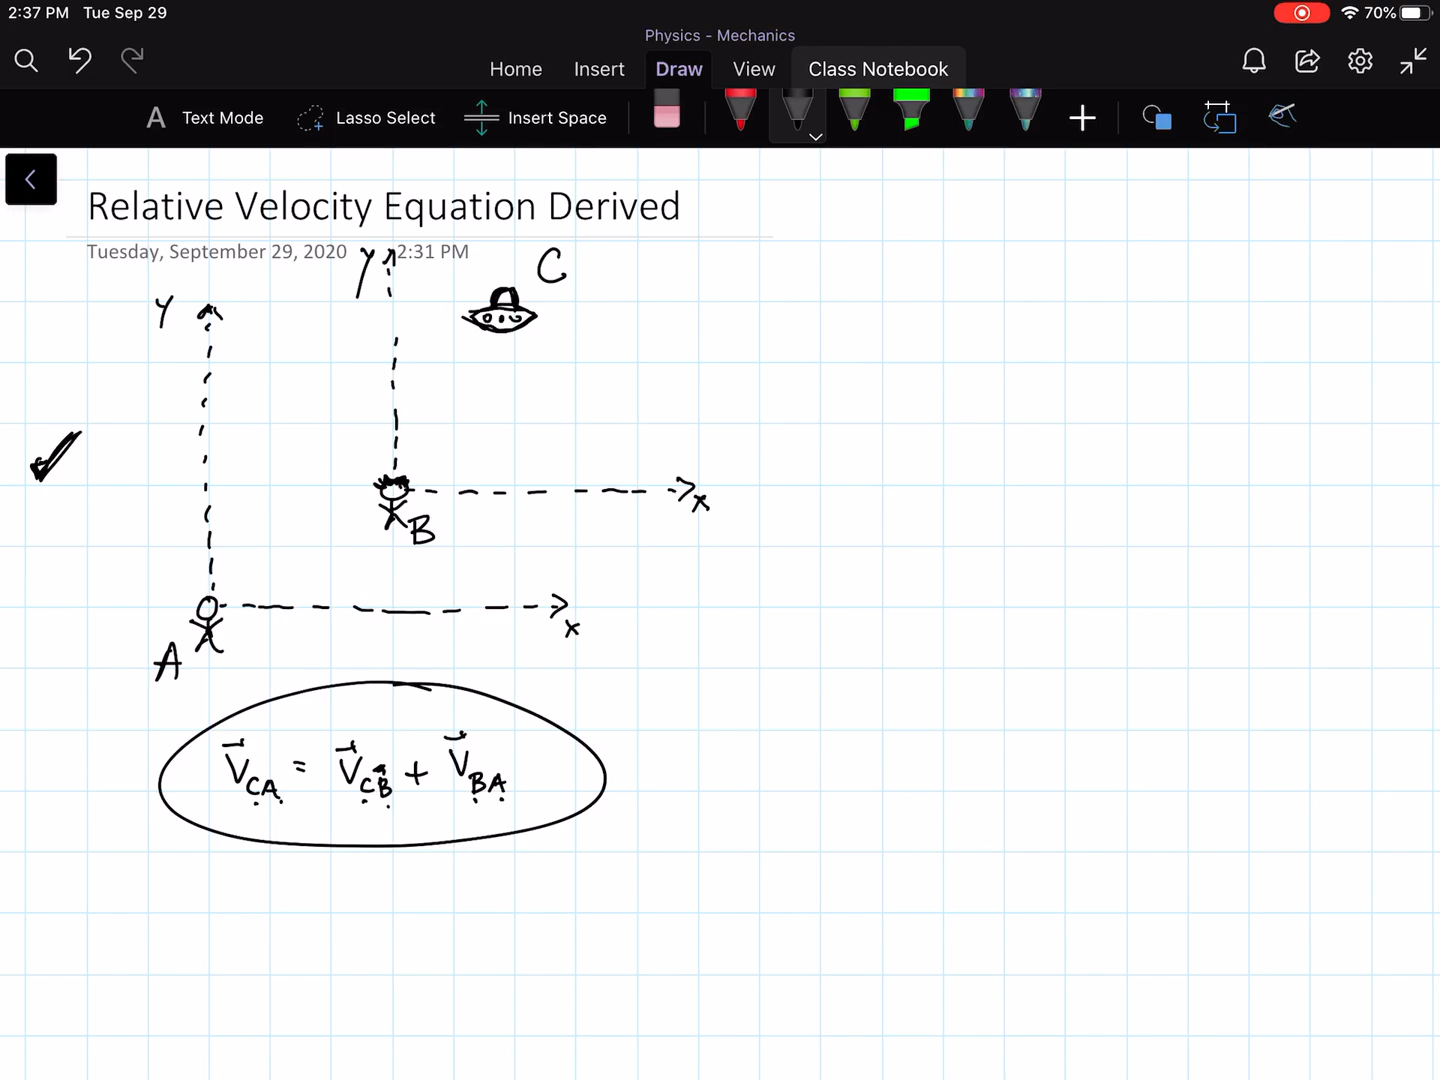 2:37 PM Tue Sep 29
70%
Physics - Mechanics
Home Insert Draw View Class Notebook
Text Mode Lasso Select Insert Space
Relative Velocity Equation Derived
Tuesday, September 29, 2020 2:31 PM
Y
C
Y
x
B
x
A
V⃗CA = V⃗CB + V⃗BA